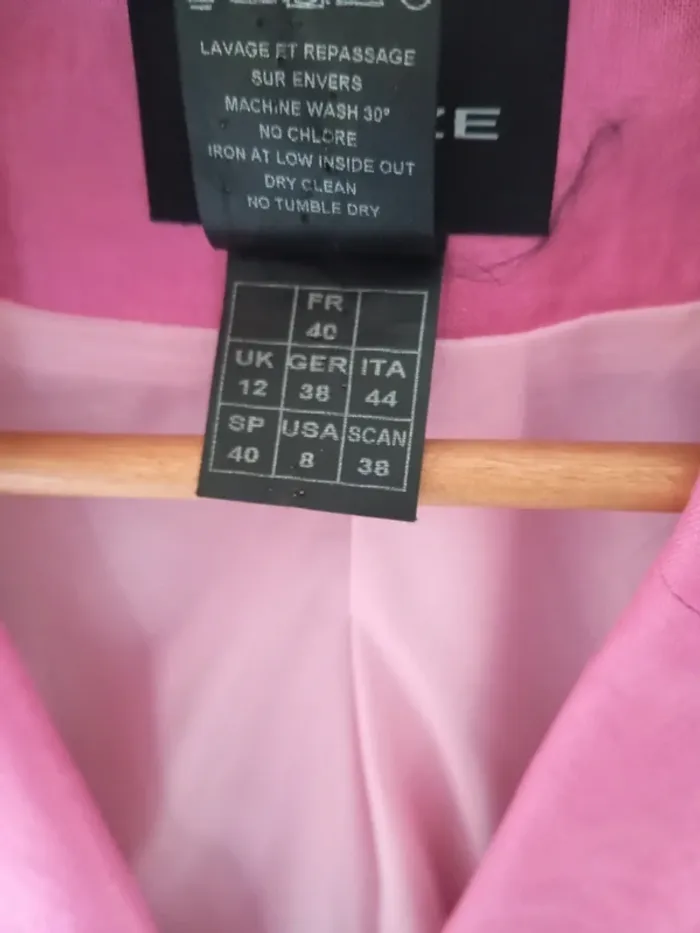 LAVAGE ET REPASSAGE
SUR ENVERS
MACHINE WASH 30°
NO CHLORE
IRON AT LOW INSIDE OUT
DRY CLEAN
NO TUMBLE DRY
FR
40
UK GER ITA
12 38 44
SP USA SCAN
40 8 38